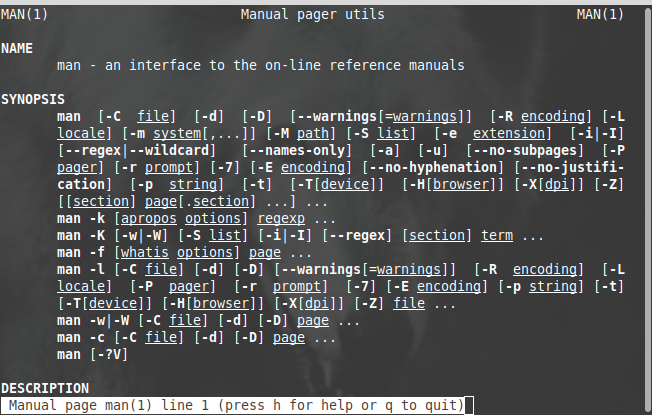 MAN(1) Manual pager utils MAN(1)
NAME
man - an interface to the on-line reference manuals
SYNOPSIS
man [-C file] [-d] [-D] [--warnings[=warnings]] [-R encoding] [-L
locale] [-m system[,...]] [-M path] [-S list] [-e extension] [-i|-I]
[--regex|--wildcard] [--names-only] [-a] [-u] [--no-subpages] [-P
pager] [-r prompt] [-7] [-E encoding] [--no-hyphenation] [--no-justifi-
cation] [-p string] [-t] [-T[device]] [-H[browser]] [-X[dpi]] [-Z]
[[section] page[.section] ...] ...
man -k [apropos options] regexp ...
man -K [-w|-W] [-S list] [-i|-I] [--regex] [section] term ...
man -f [whatis options] page ...
man -l [-C file] [-d] [-D] [--warnings[=warnings]] [-R encoding] [-L
locale] [-P pager] [-r prompt] [-7] [-E encoding] [-p string] [-t]
[-T[device]] [-H[browser]] [-X[dpi]] [-Z] file ...
man -w|-W [-C file] [-d] [-D] page ...
man -c [-C file] [-d] [-D] page ...
man [-?V]
DESCRIPTION
Manual page man(1) line 1 (press h for help or q to quit)